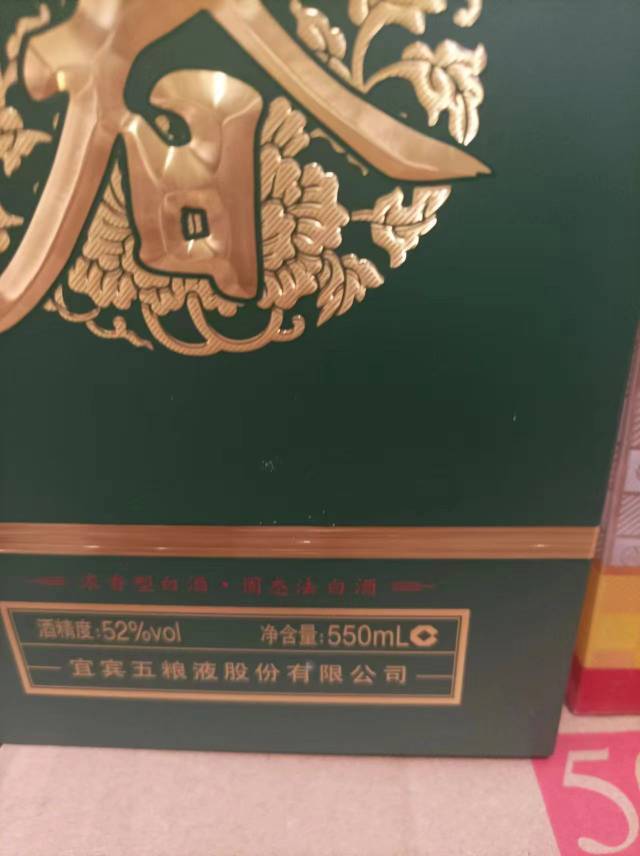 春
浓香型白酒·固态法白酒
酒精度:52%vol 净含量:550mL
宜宾五粮液股份有限公司